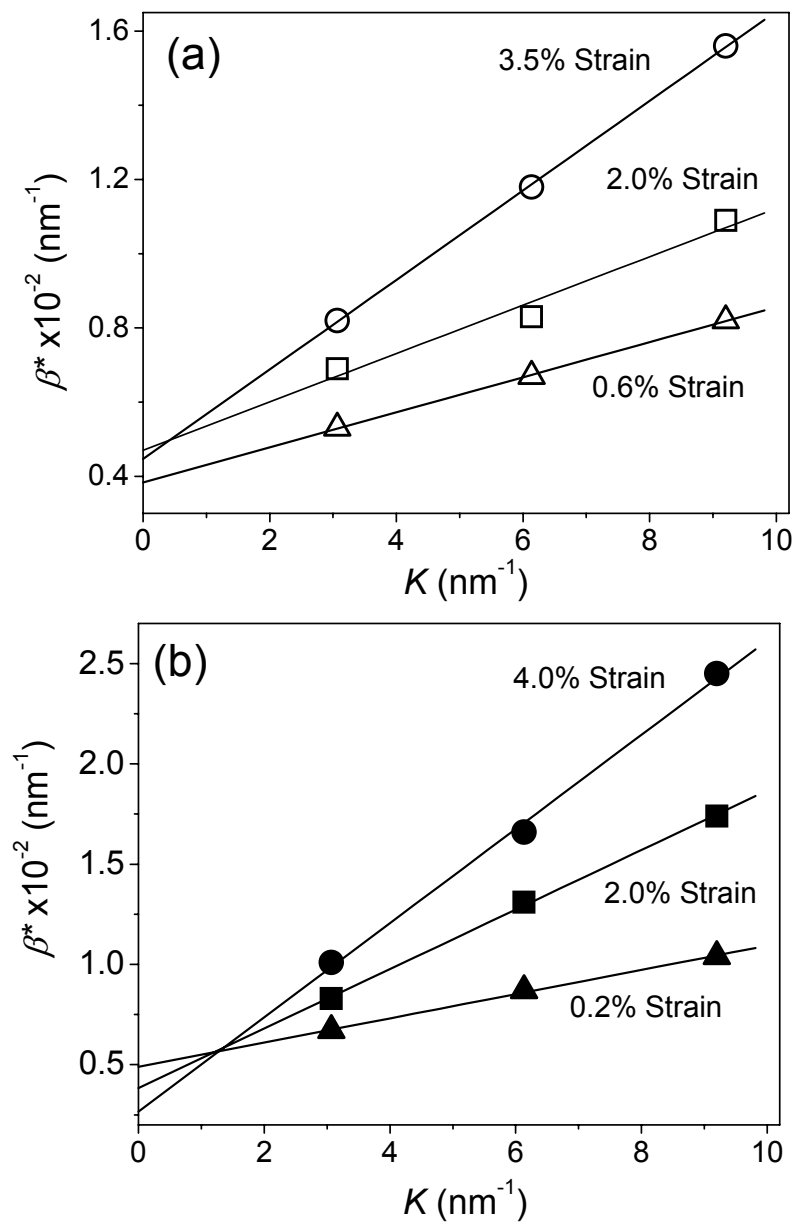 (a)
3.5% Strain
2.0% Strain
0.6% Strain
1.6
1.2
0.8
0.4
β* x10⁻² (nm⁻¹)
0 2 4 6 8 10
K (nm⁻¹)
(b)
4.0% Strain
2.0% Strain
0.2% Strain
2.5
2.0
1.5
1.0
0.5
β* x10⁻² (nm⁻¹)
0 2 4 6 8 10
K (nm⁻¹)